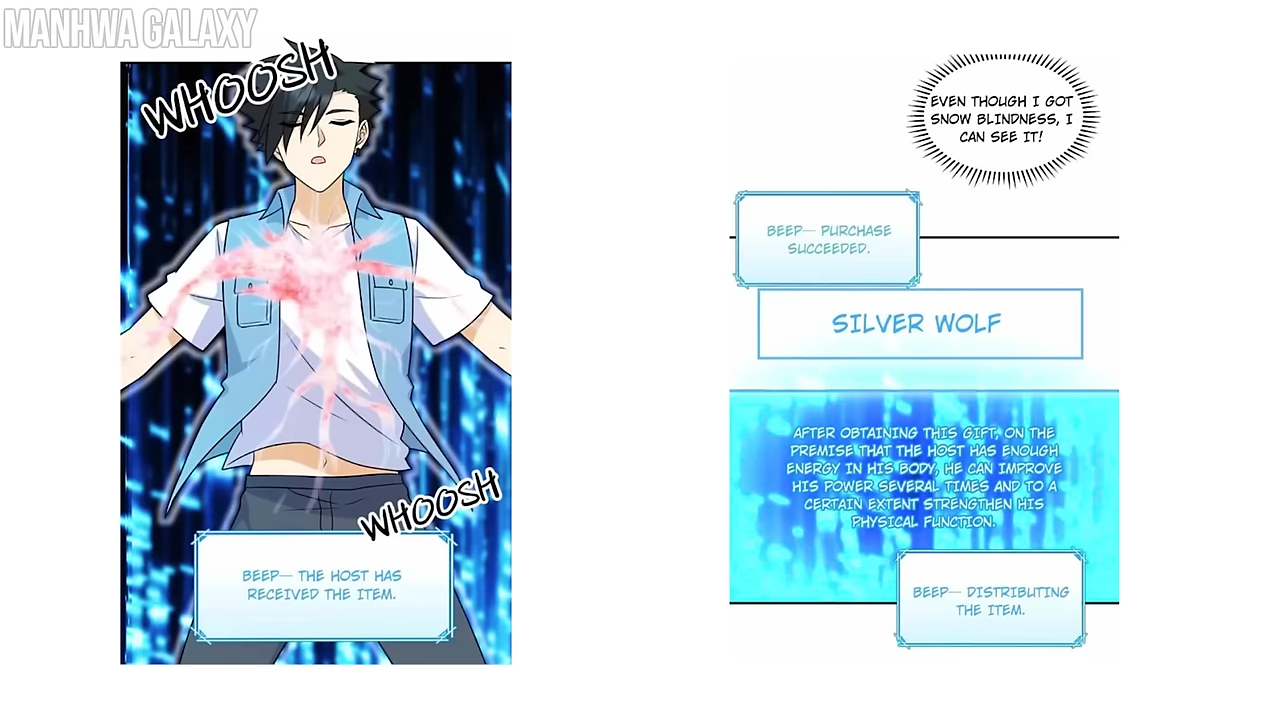 MANHWA GALAXY
WHOOSH
WHOOSH
BEEP— THE HOST HAS
RECEIVED THE ITEM.
EVEN THOUGH I GOT
SNOW BLINDNESS, I
CAN SEE IT!
BEEP— PURCHASE
SUCCEEDED.
SILVER WOLF
AFTER OBTAINING THIS GIFT, ON THE
PREMISE THAT THE HOST HAS ENOUGH
ENERGY IN HIS BODY, HE CAN IMPROVE
HIS POWER SEVERAL TIMES AND TO A
CERTAIN EXTENT STRENGTHEN HIS
PHYSICAL FUNCTION.
BEEP— DISTRIBUTING
THE ITEM.